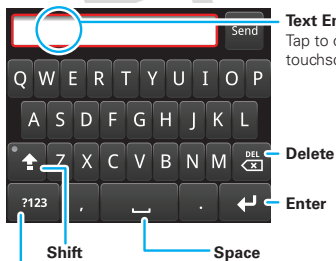 Text En
Send
Tap to o
touchsc
Q W E R T Y U I O P
A S D F G H J K L
Z X C V B N M DEL
Delete
?123 , .
Enter
Shift
Space